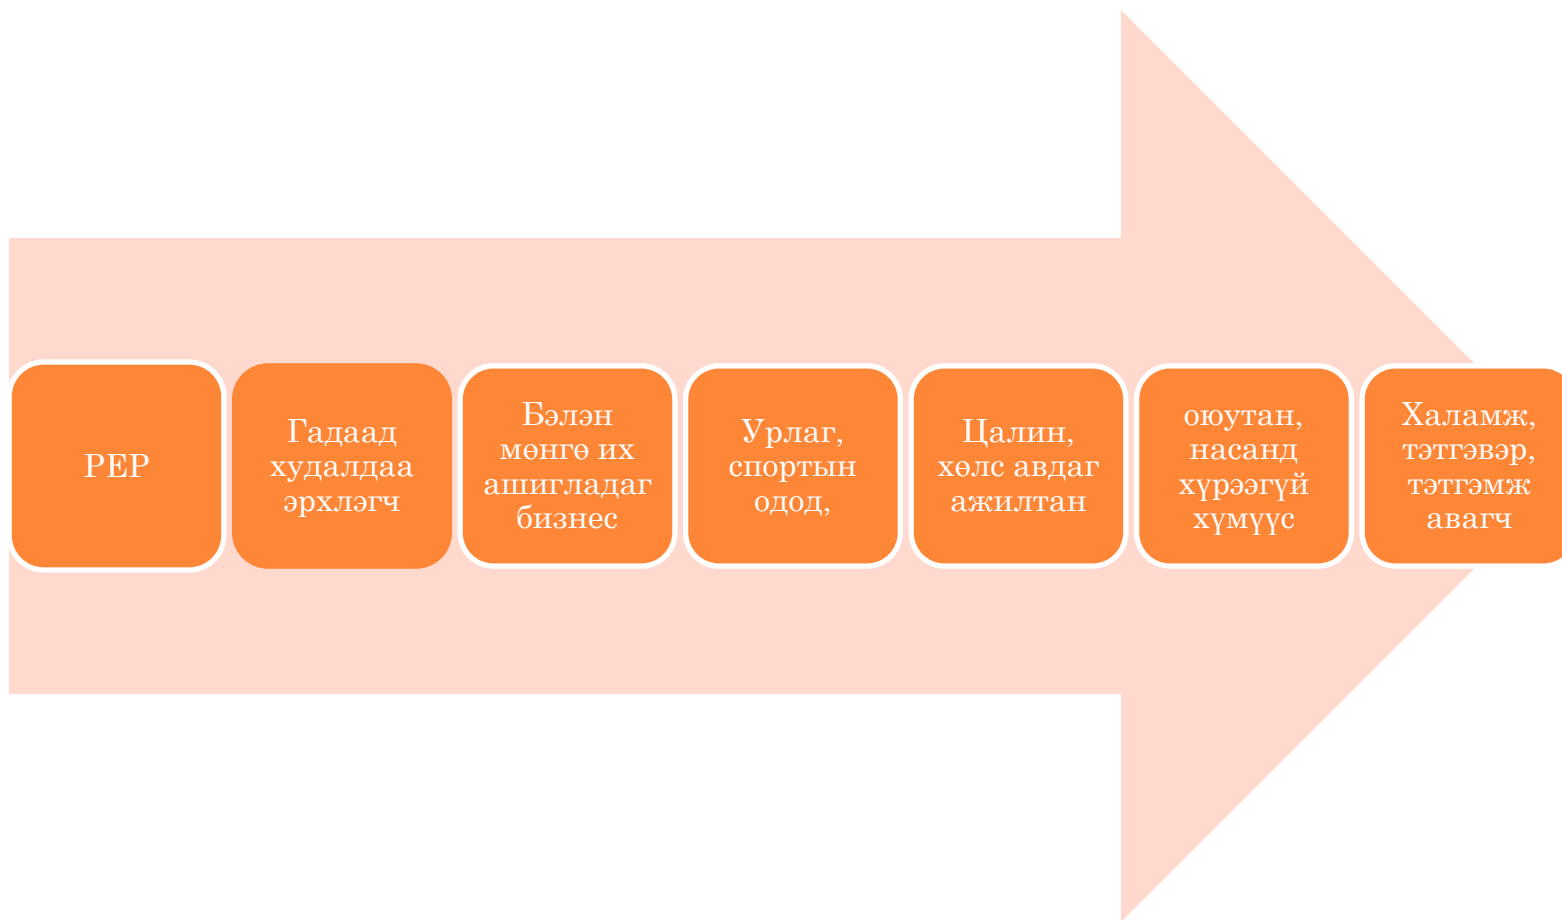 PEP
Гадаад
худалдаа
эрхлэгч
Бэлэн
мөнгө их
ашигладаг
бизнес
Урлаг,
спортын
одод,
Цалин,
хөлс авдаг
ажилтан
оюутан,
насанд
хүрээгүй
хүмүүс
Халамж,
тэтгэвэр,
тэтгэмж
авагч